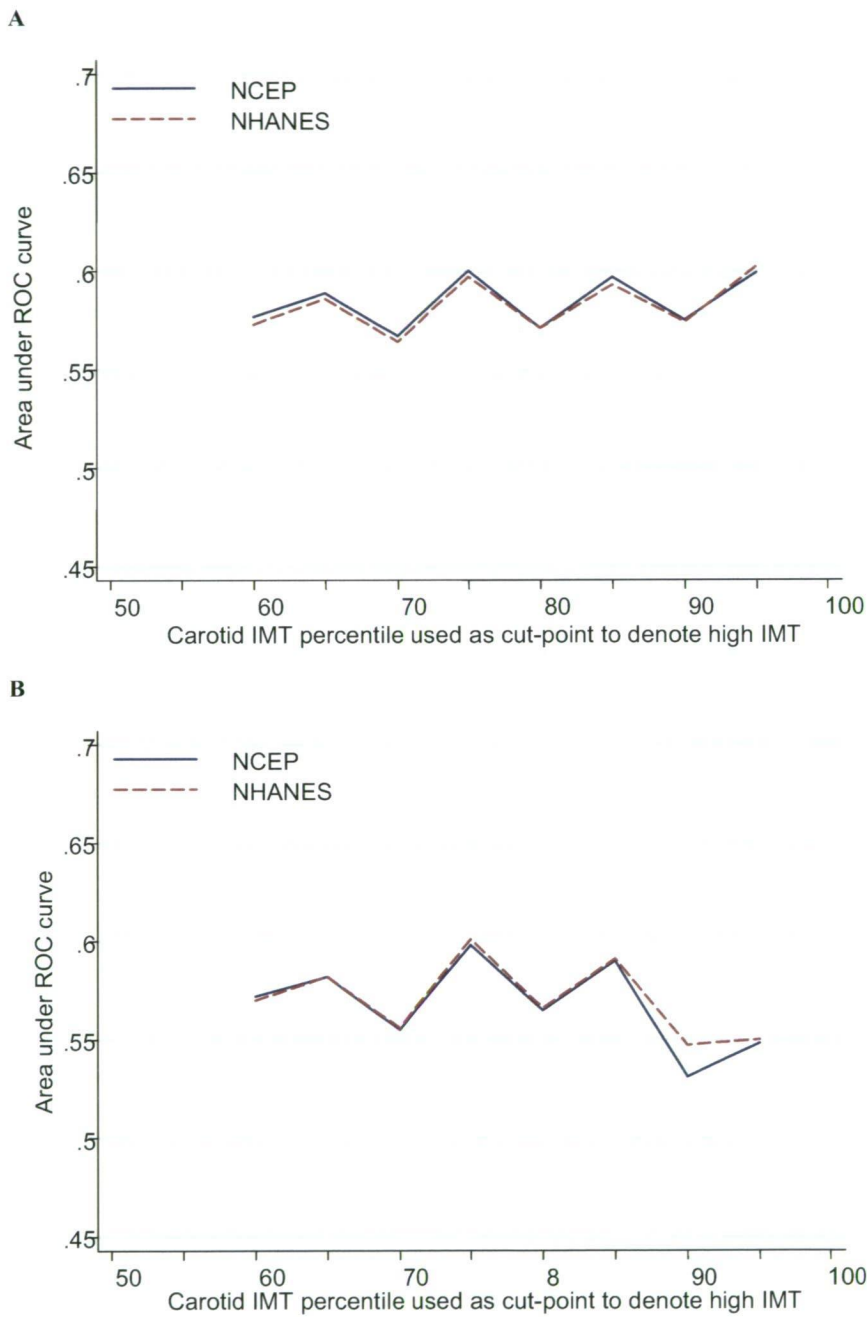 A
.7
NCEP
NHANES
.65
.6
.55
.5
.45
Area under ROC curve
50 60 70 80 90 100
Carotid IMT percentile used as cut-point to denote high IMT
B
.7
NCEP
NHANES
.65
.6
.55
.5
.45
Area under ROC curve
50 60 70 8 90 100
Carotid IMT percentile used as cut-point to denote high IMT